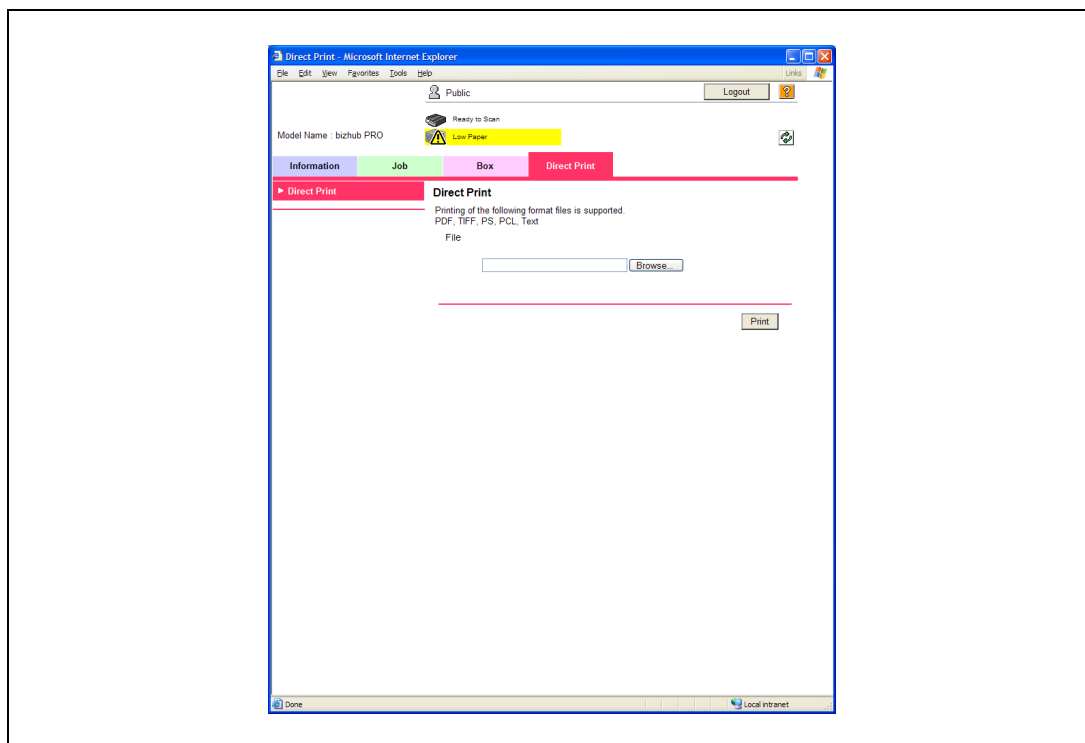 Direct Print - Microsoft Internet Explorer
File Edit View Favorites Tools Help Links
Public Logout ?
Ready to Scan
Model Name : bizhub PRO Low Paper
Information Job Box Direct Print
Direct Print
Direct Print
Printing of the following format files is supported.
PDF, TIFF, PS, PCL, Text
File
Browse...
Print
Done Local intranet